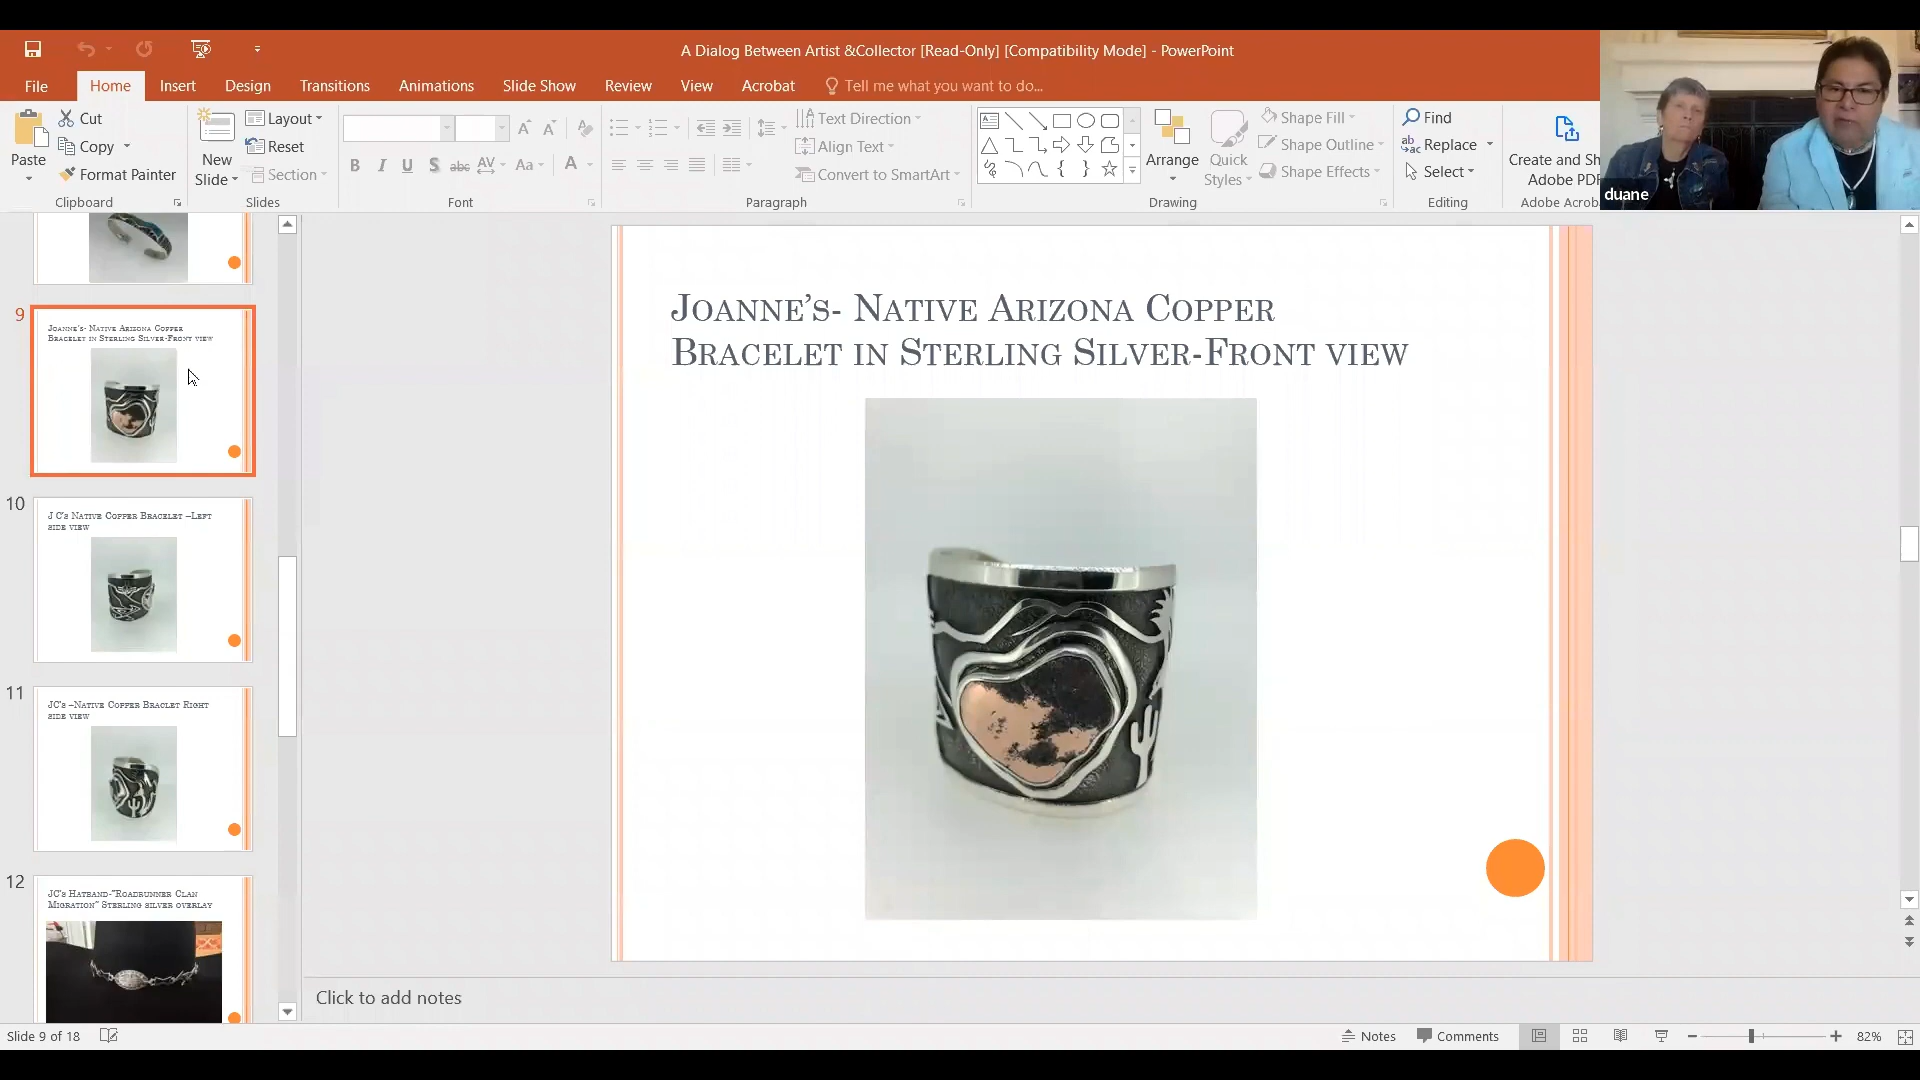 A Dialog Between Artist &Collector [Read-Only] [Compatibility Mode] - PowerPoint
File Home Insert Design Transitions Animations Slide Show Review View Acrobat Tell me what you want to do...
Paste
Cut
Copy
Format Painter
Clipboard
New
Slide
Layout
Reset
Section
Slides
B I U S abc AV Aa A
Font
Text Direction
Align Text
Convert to SmartArt
Paragraph
Arrange
Quick
Styles
Shape Fill
Shape Outline
Shape Effects
Drawing
Find
Replace
Select
Editing
Create and Sh
Adobe PDF
Adobe Acroba
duane
9
Joanne's- Native Arizona Copper
Bracelet in Sterling Silver-Front view
10
J C's Native Copper Bracelet –Left
side view
11
JC's –Native Copper Braclet Right
side view
12
JC's Hatband-"Roadrunner Clan
Migration" Sterling silver overlay
Joanne's- Native Arizona Copper
Bracelet in Sterling Silver-Front view
Click to add notes
Slide 9 of 18
Notes
Comments
82%